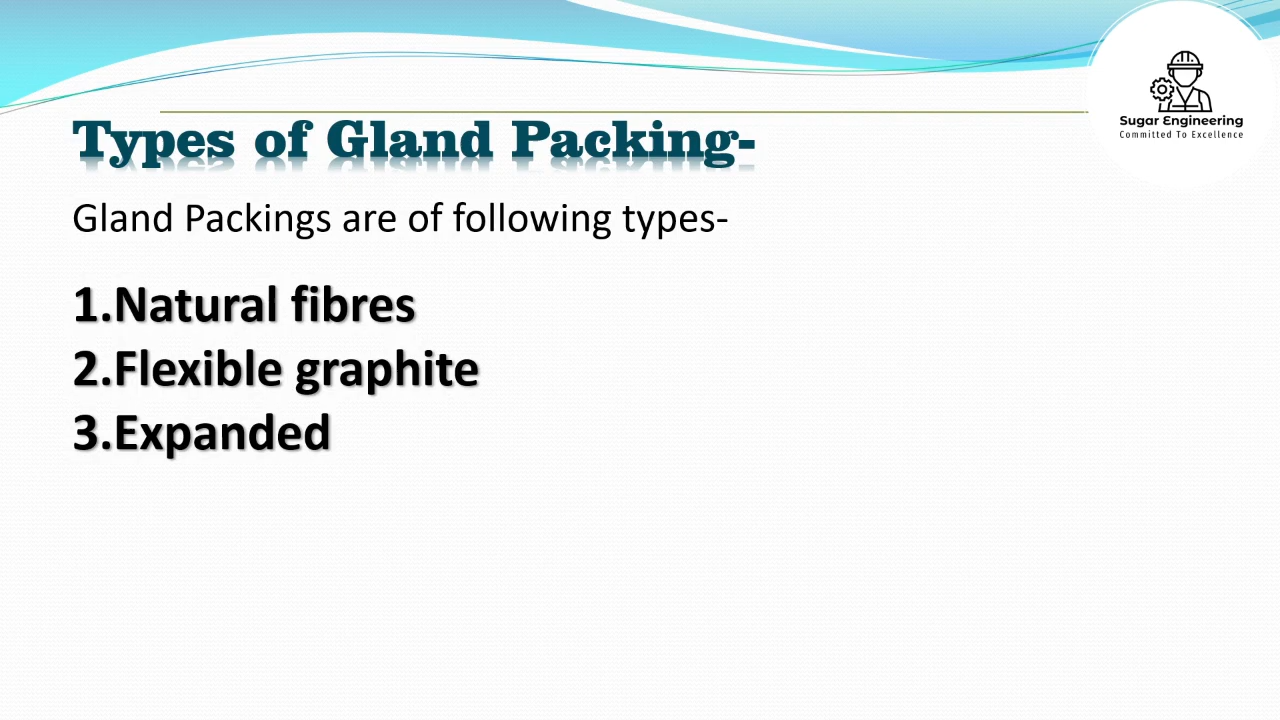 Types of Gland Packing-
Gland Packings are of following types-
1.Natural fibres
2.Flexible graphite
3.Expanded
Sugar Engineering
Committed To Excellence